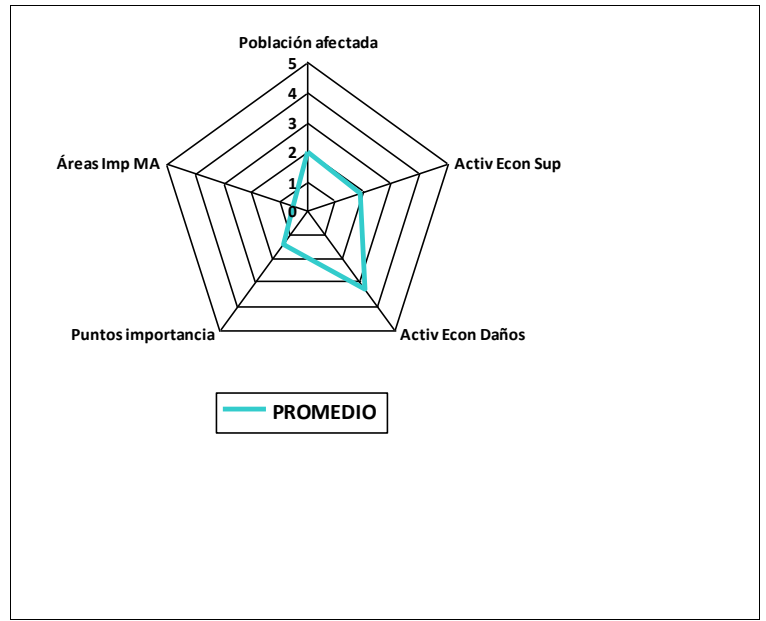 Población afectada
5
4
3
2
1
0
Áreas Imp MA
Activ Econ Sup
Puntos importancia
Activ Econ Daños
PROMEDIO